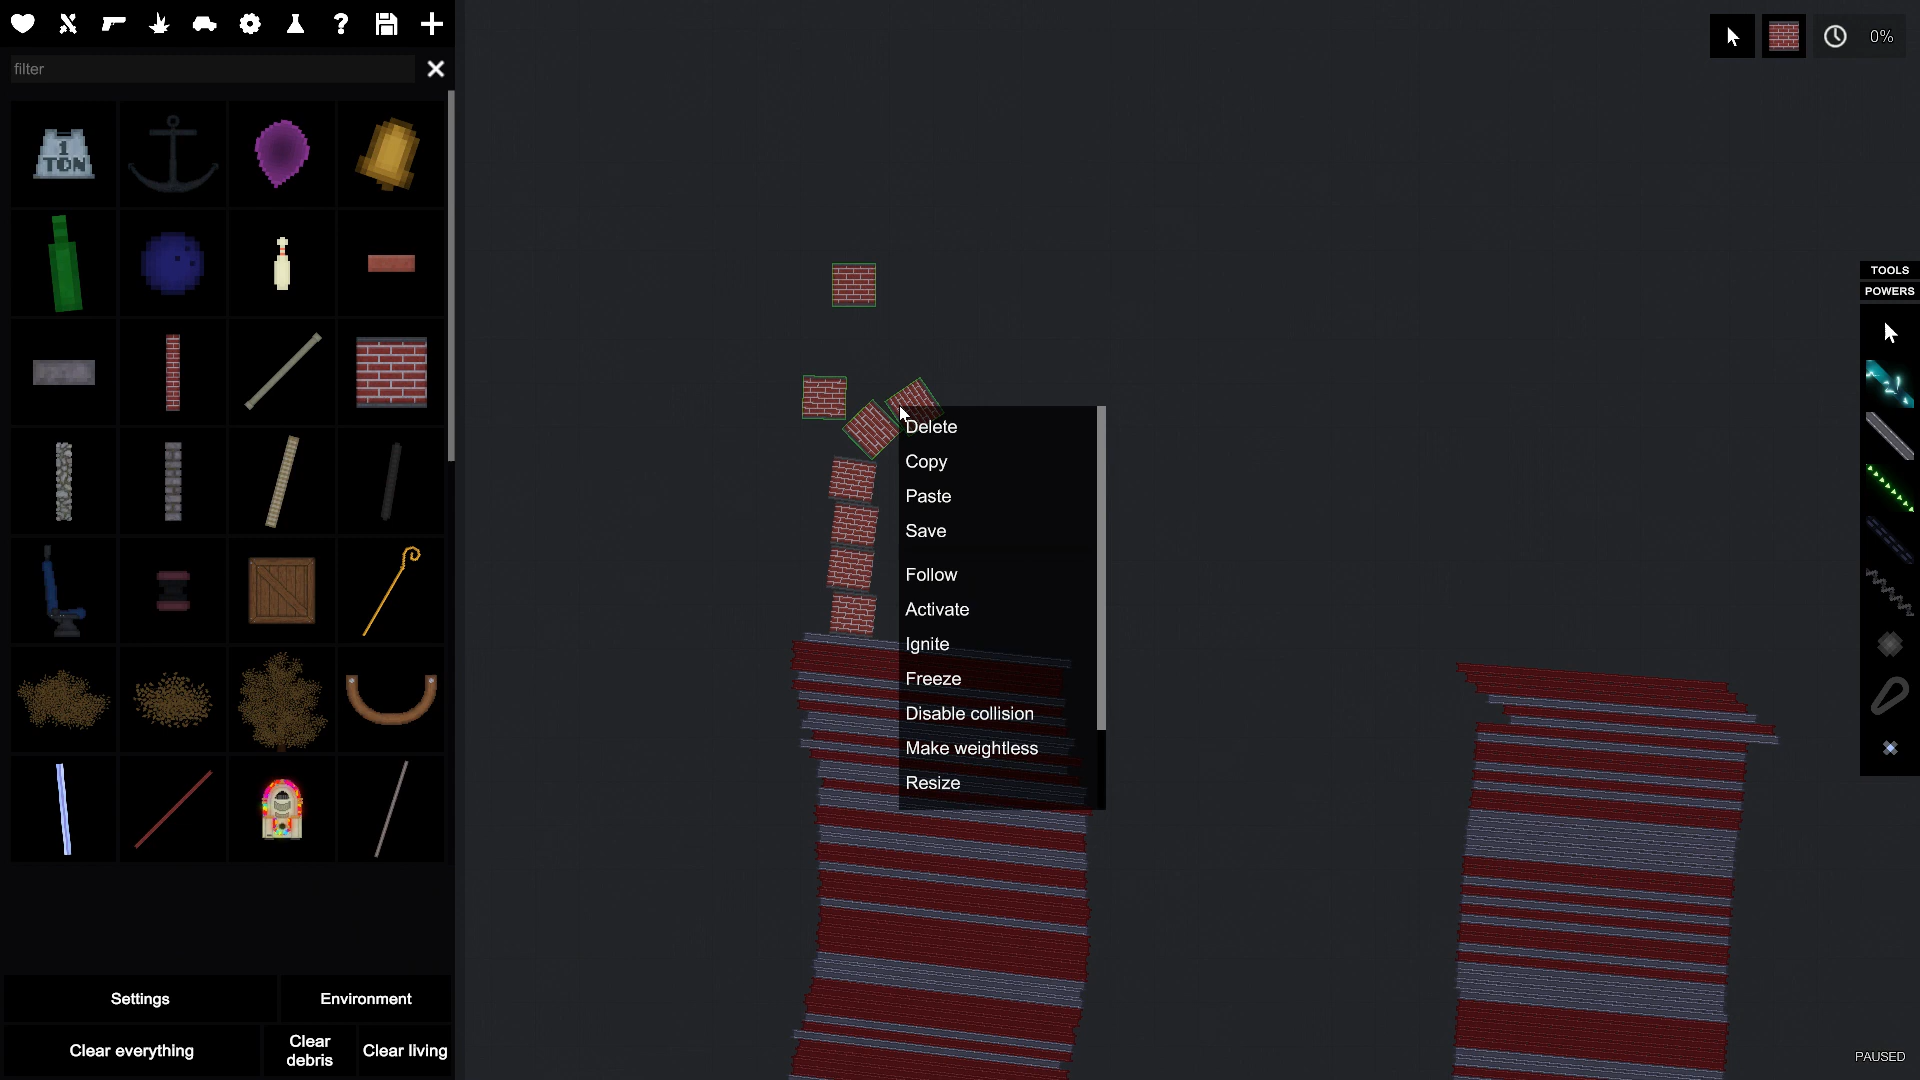 filter
0%
1
TON
TOOLS
POWERS
Delete
Copy
Paste
Save
Follow
Activate
Ignite
Freeze
Disable collision
Make weightless
Resize
Settings
Environment
Clear everything
Clear
debris
Clear living
PAUSED